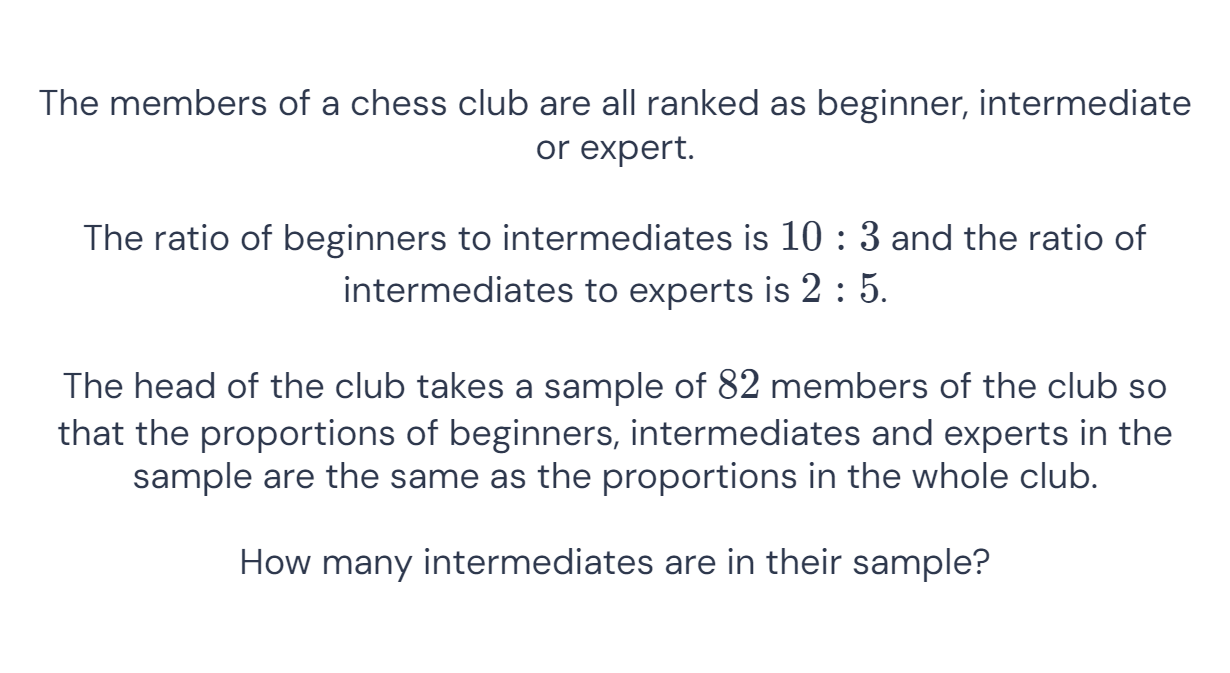 The members of a chess club are all ranked as beginner, intermediate
or expert.
The ratio of beginners to intermediates is 10 : 3 and the ratio of
intermediates to experts is 2 : 5.
The head of the club takes a sample of 82 members of the club so
that the proportions of beginners, intermediates and experts in the
sample are the same as the proportions in the whole club.
How many intermediates are in their sample?